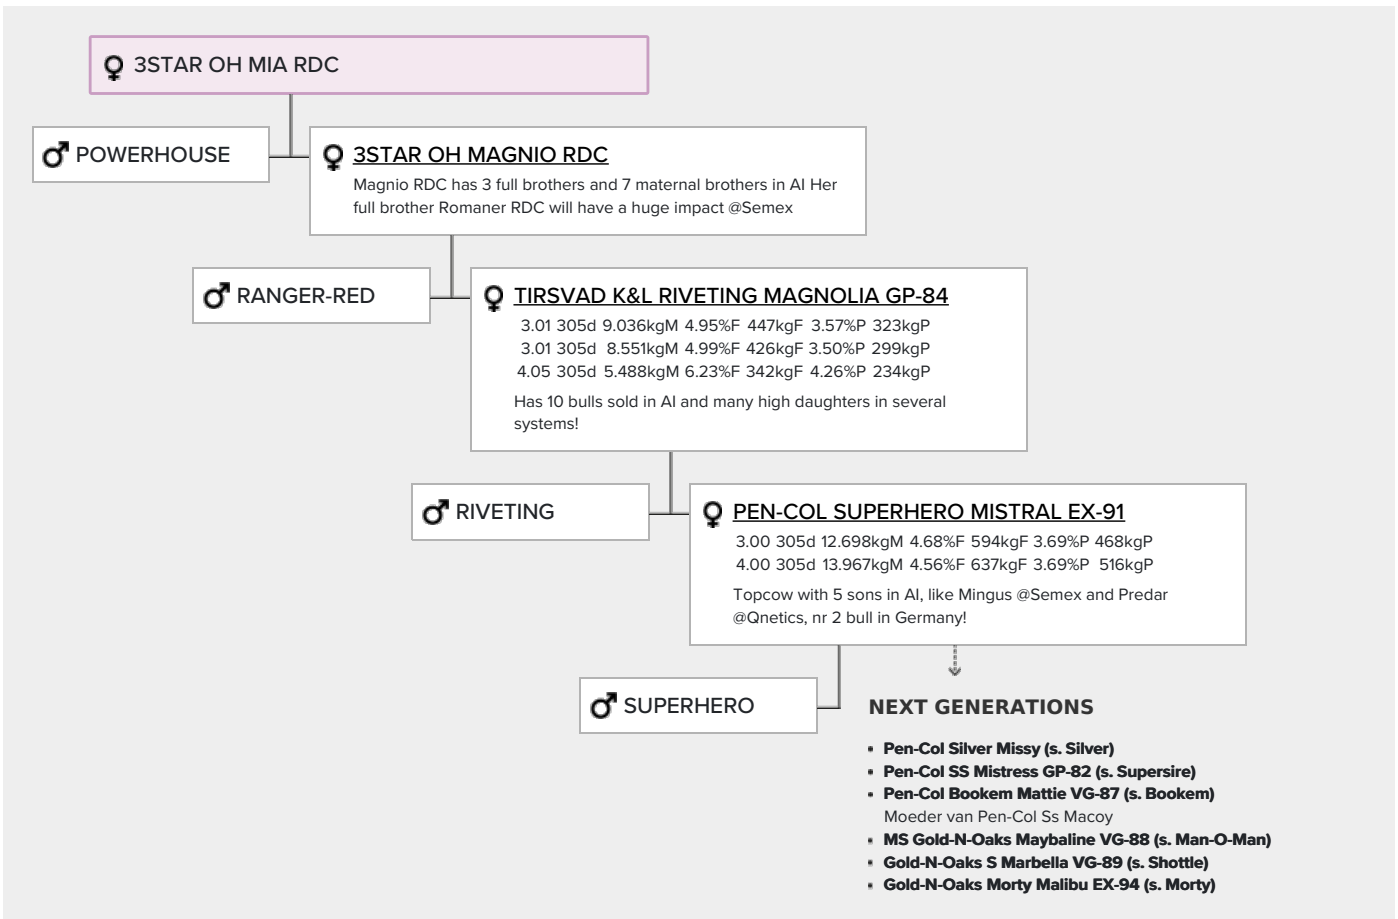 3STAR OH MIA RDC
POWERHOUSE
3STAR OH MAGNIO RDC
Magnio RDC has 3 full brothers and 7 maternal brothers in AI Her
full brother Romaner RDC will have a huge impact @Semex
RANGER-RED
TIRSVAD K&L RIVETING MAGNOLIA GP-84
3.01 305d 9.036kgM 4.95%F 447kgF 3.57%P 323kgP
3.01 305d 8.551kgM 4.99%F 426kgF 3.50%P 299kgP
4.05 305d 5.488kgM 6.23%F 342kgF 4.26%P 234kgP
Has 10 bulls sold in AI and many high daughters in several
systems!
RIVETING
PEN-COL SUPERHERO MISTRAL EX-91
3.00 305d 12.698kgM 4.68%F 594kgF 3.69%P 468kgP
4.00 305d 13.967kgM 4.56%F 637kgF 3.69%P 516kgP
Topcow with 5 sons in AI, like Mingus @Semex and Predar
@Qnetics, nr 2 bull in Germany!
SUPERHERO
NEXT GENERATIONS
Pen-Col Silver Missy (s. Silver)
Pen-Col SS Mistress GP-82 (s. Supersire)
Pen-Col Bookem Mattie VG-87 (s. Bookem)
Moeder van Pen-Col Ss Macoy
MS Gold-N-Oaks Maybaline VG-88 (s. Man-O-Man)
Gold-N-Oaks S Marbella VG-89 (s. Shottle)
Gold-N-Oaks Morty Malibu EX-94 (s. Morty)